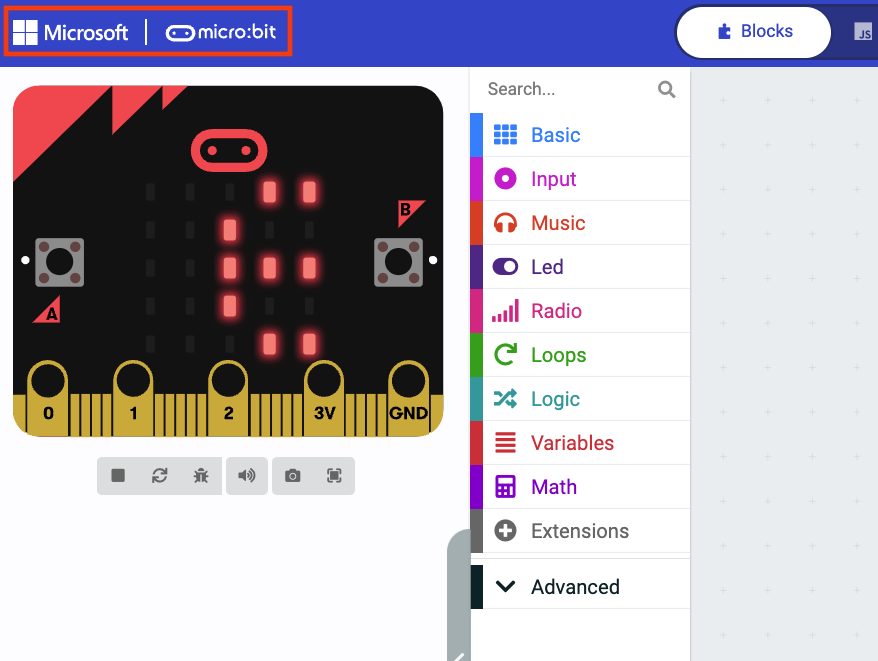 Microsoft | micro:bit
Blocks
JS
Search...
Basic
Input
Music
Led
Radio
Loops
Logic
Variables
Math
Extensions
Advanced
B
A
0 1 2 3V GND